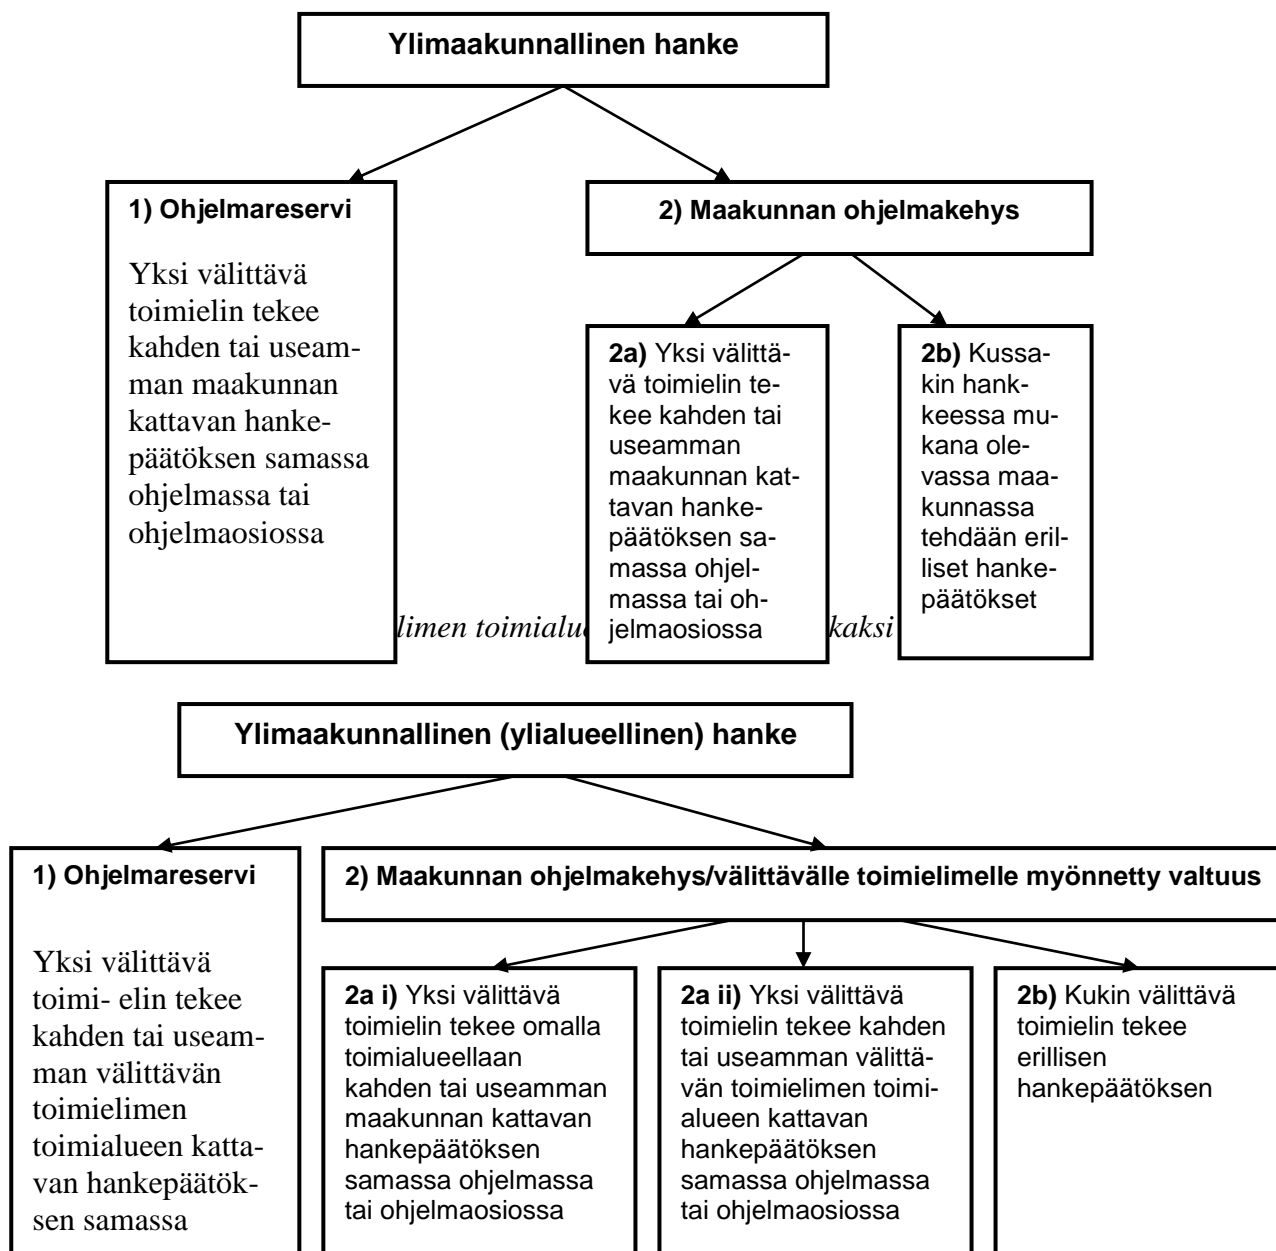 Ylimaakunnallinen hanke
1) Ohjelmareservi
Yksi välittävä
toimielin tekee
kahden tai useam-
man maakunnan
kattavan hanke-
päätöksen samassa
ohjelmassa tai
ohjelmaosiossa
2) Maakunnan ohjelmakehys
2a) Yksi välittä-
vä toimielin te-
kee kahden tai
useamman
maakunnan kat-
tavan hanke-
päätöksen sa-
massa ohjel-
massa tai oh-
jelmaosiossa
2b) Kussa-
kin hank-
keessa mu-
kana ole-
vassa maa-
kunnassa
tehdään eril-
liset hanke-
päätökset
limen toimialu kaksi
Ylimaakunnallinen (ylialueellinen) hanke
1) Ohjelmareservi
Yksi välittävä
toimi- elin tekee
kahden tai useam-
man välittävän
toimielimen
toimialueen katta-
van hankepäätök-
sen samassa
2) Maakunnan ohjelmakehys/välittävälle toimielimelle myönnetty valtuus
2a i) Yksi välittävä
toimielin tekee omalla
toimialueellaan
kahden tai useamman
maakunnan kattavan
hankepäätöksen
samassa ohjelmassa
tai ohjelmaosiossa
2a ii) Yksi välittävä
toimielin tekee kahden
tai useamman välittä-
vän toimielimen toimi-
alueen kattavan
hankepäätöksen
samassa ohjelmassa
tai ohjelmaosiossa
2b) Kukin välittävä
toimielin tekee
erillisen
hankepäätöksen